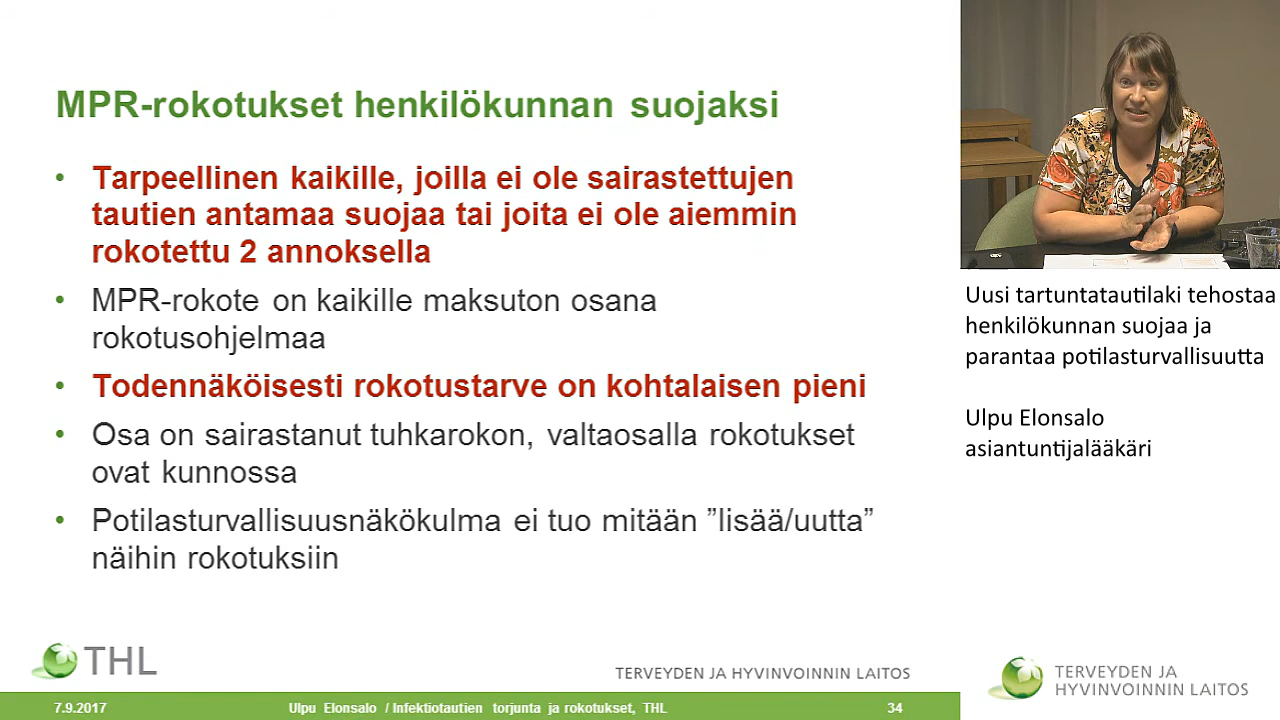 MPR-rokotukset henkilökunnan suojaksi
• Tarpeellinen kaikille, joilla ei ole sairastettujen
tautien antamaa suojaa tai joita ei ole aiemmin
rokotettu 2 annoksella
• MPR-rokote on kaikille maksuton osana
rokotusohjelmaa
• Todennäköisesti rokotustarve on kohtalaisen pieni
• Osa on sairastanut tuhkarokon, valtaosalla rokotukset
ovat kunnossa
• Potilasturvallisuusnäkökulma ei tuo mitään ”lisää/uutta”
näihin rokotuksiin
THL
TERVEYDEN JA HYVINVOINNIN LAITOS
7.9.2017 Ulpu Elonsalo / Infektiotautien torjunta ja rokotukset, THL 34
Uusi tartuntatautilaki tehostaa
henkilökunnan suojaa ja
parantaa potilasturvallisuutta
Ulpu Elonsalo
asiantuntijalääkäri
TERVEYDEN JA
HYVINVOINNIN LAITOS